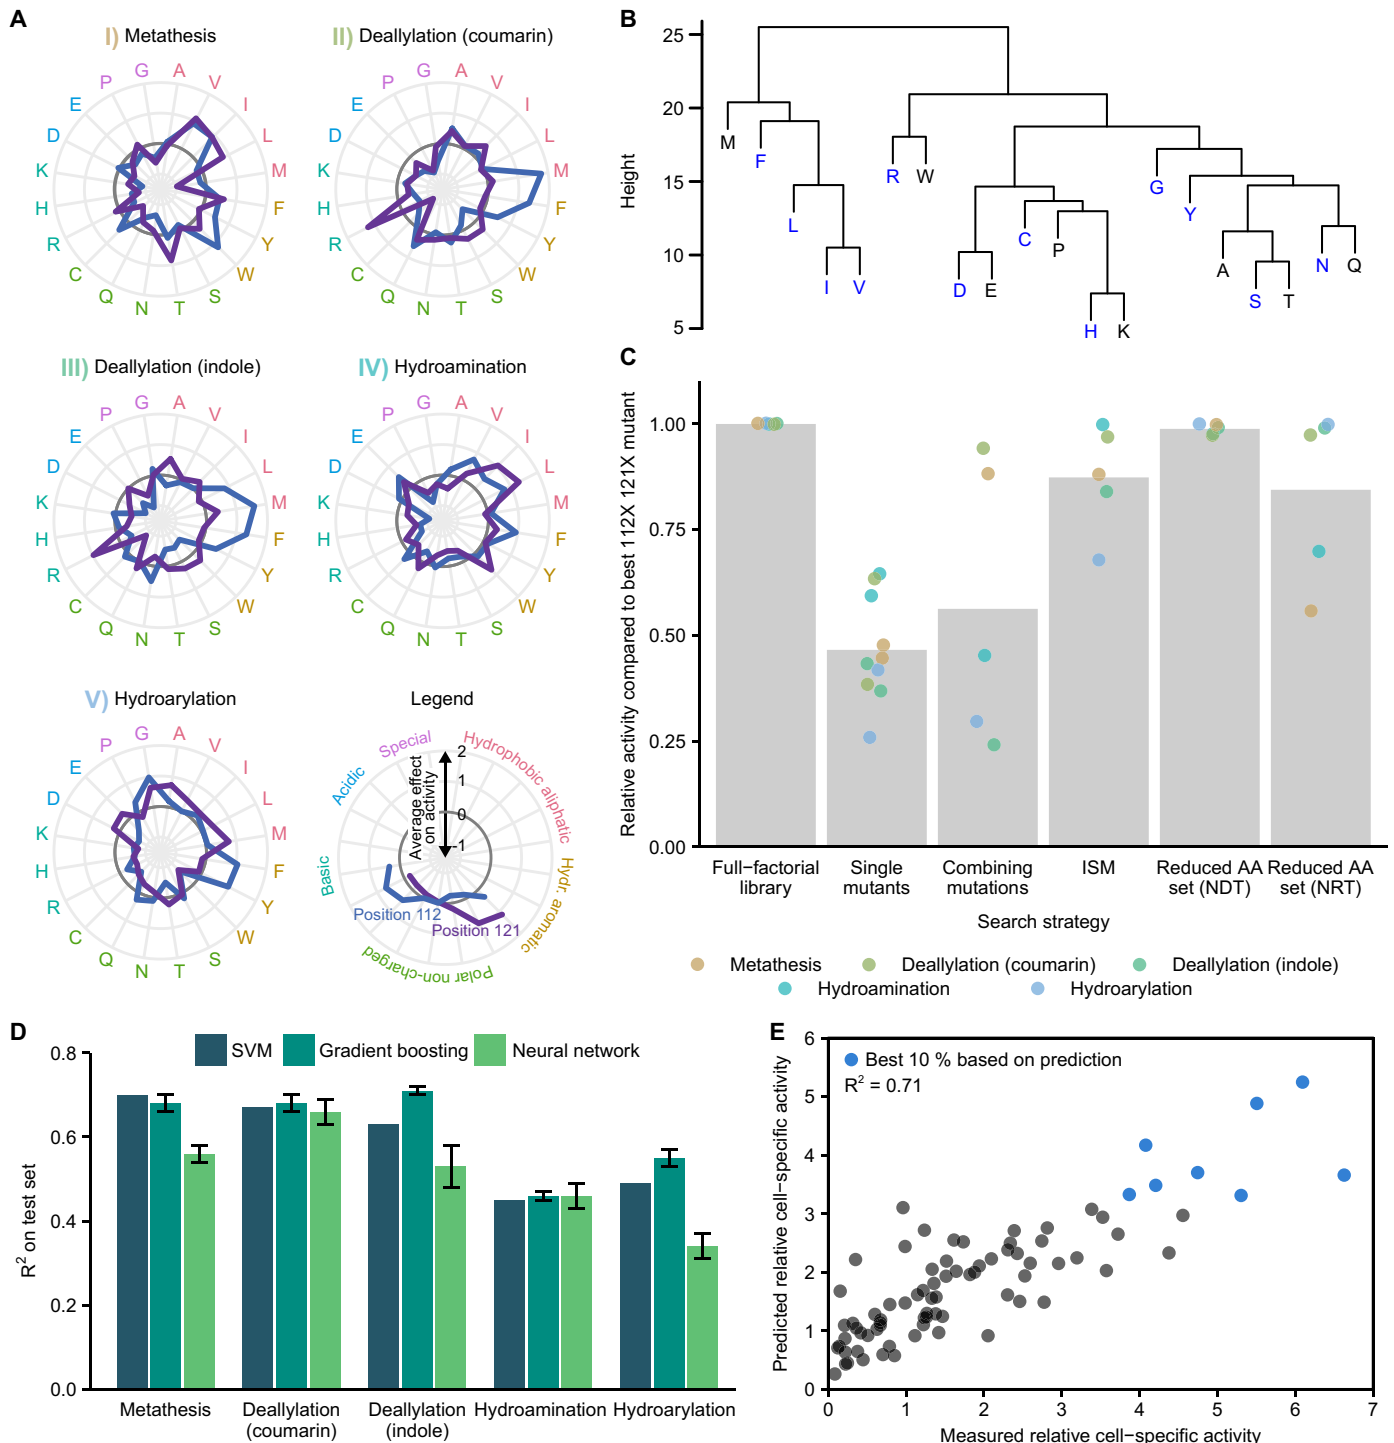 A
I) Metathesis
G A V I L M F Y W S T N Q C R H K D E P
II) Deallylation (coumarin)
G A V I L M F Y W S T N Q C R H K D E P
III) Deallylation (indole)
G A V I L M F Y W S T N Q C R H K D E P
IV) Hydroamination
G A V I L M F Y W S T N Q C R H K D E P
V) Hydroarylation
G A V I L M F Y W S T N Q C R H K D E P
Legend
Special
Hydrophobic aliphatic
Hydr. aromatic
Polar non-charged
Basic
Acidic
Average effect
on activity
2
1
0
-1
Position 112
Position 121
B
Height
25
20
15
10
5
M F L I V R W D E C P H K G Y A S T N Q
C
Relative activity compared to best 112X 121X mutant
1.00
0.75
0.50
0.25
0.00
Full−factorial
library
Single
mutants
Combining
mutations
ISM
Reduced AA
set (NDT)
Reduced AA
set (NRT)
Search strategy
Metathesis Deallylation (coumarin) Deallylation (indole)
Hydroamination Hydroarylation
D
SVM Gradient boosting Neural network
R2 on test set
0.8
0.6
0.4
0.2
0.0
Metathesis
Deallylation
(coumarin)
Deallylation
(indole)
Hydroamination
Hydroarylation
E
Best 10 % based on prediction
R2 = 0.71
Predicted relative cell−specific activity
6
5
4
3
2
1
0
0 1 2 3 4 5 6 7
Measured relative cell−specific activity